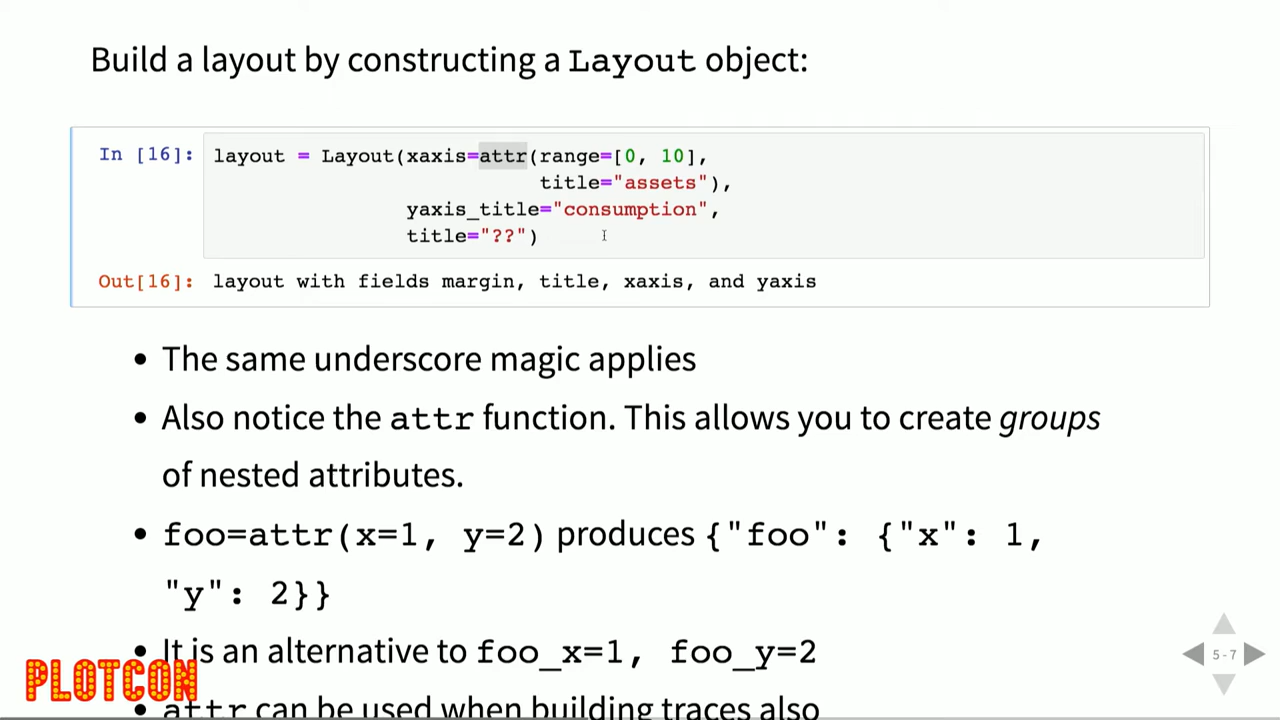 Build a layout by constructing a Layout object:
In [16]: layout = Layout(xaxis=attr(range=[0, 10],
title="assets"),
yaxis_title="consumption",
title="??")
Out[16]: layout with fields margin, title, xaxis, and yaxis
• The same underscore magic applies
• Also notice the attr function. This allows you to create groups
of nested attributes.
• foo=attr(x=1, y=2) produces {"foo": {"x": 1,
"y": 2}}
• It is an alternative to foo_x=1, foo_y=2
• attr can be used when building traces also
PLOTCON
5 - 7